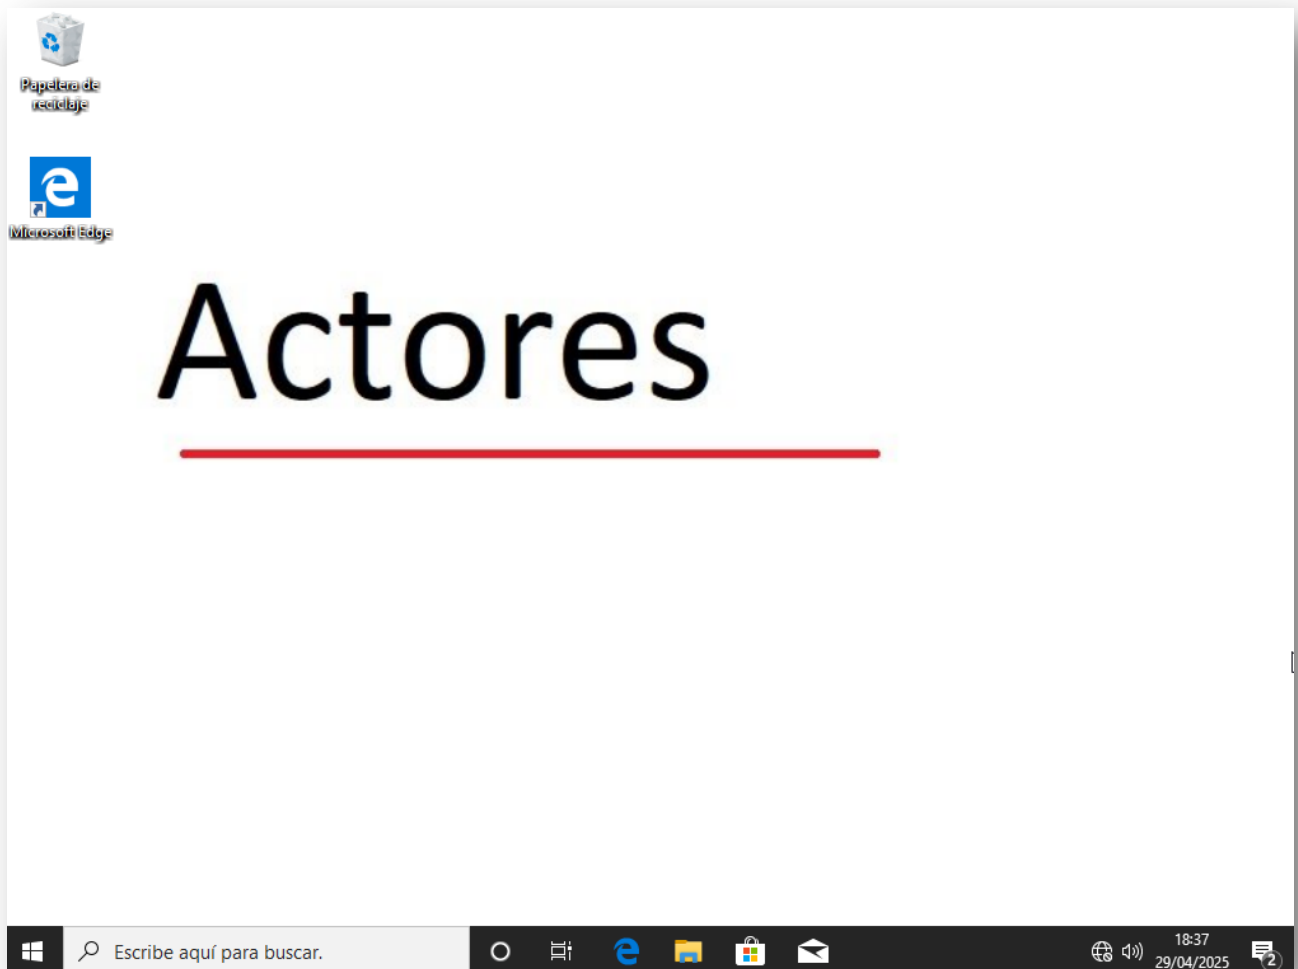 Papelera de
reciclaje
Microsoft Edge
Actores
Escribe aquí para buscar.
18:37
29/04/2025
2